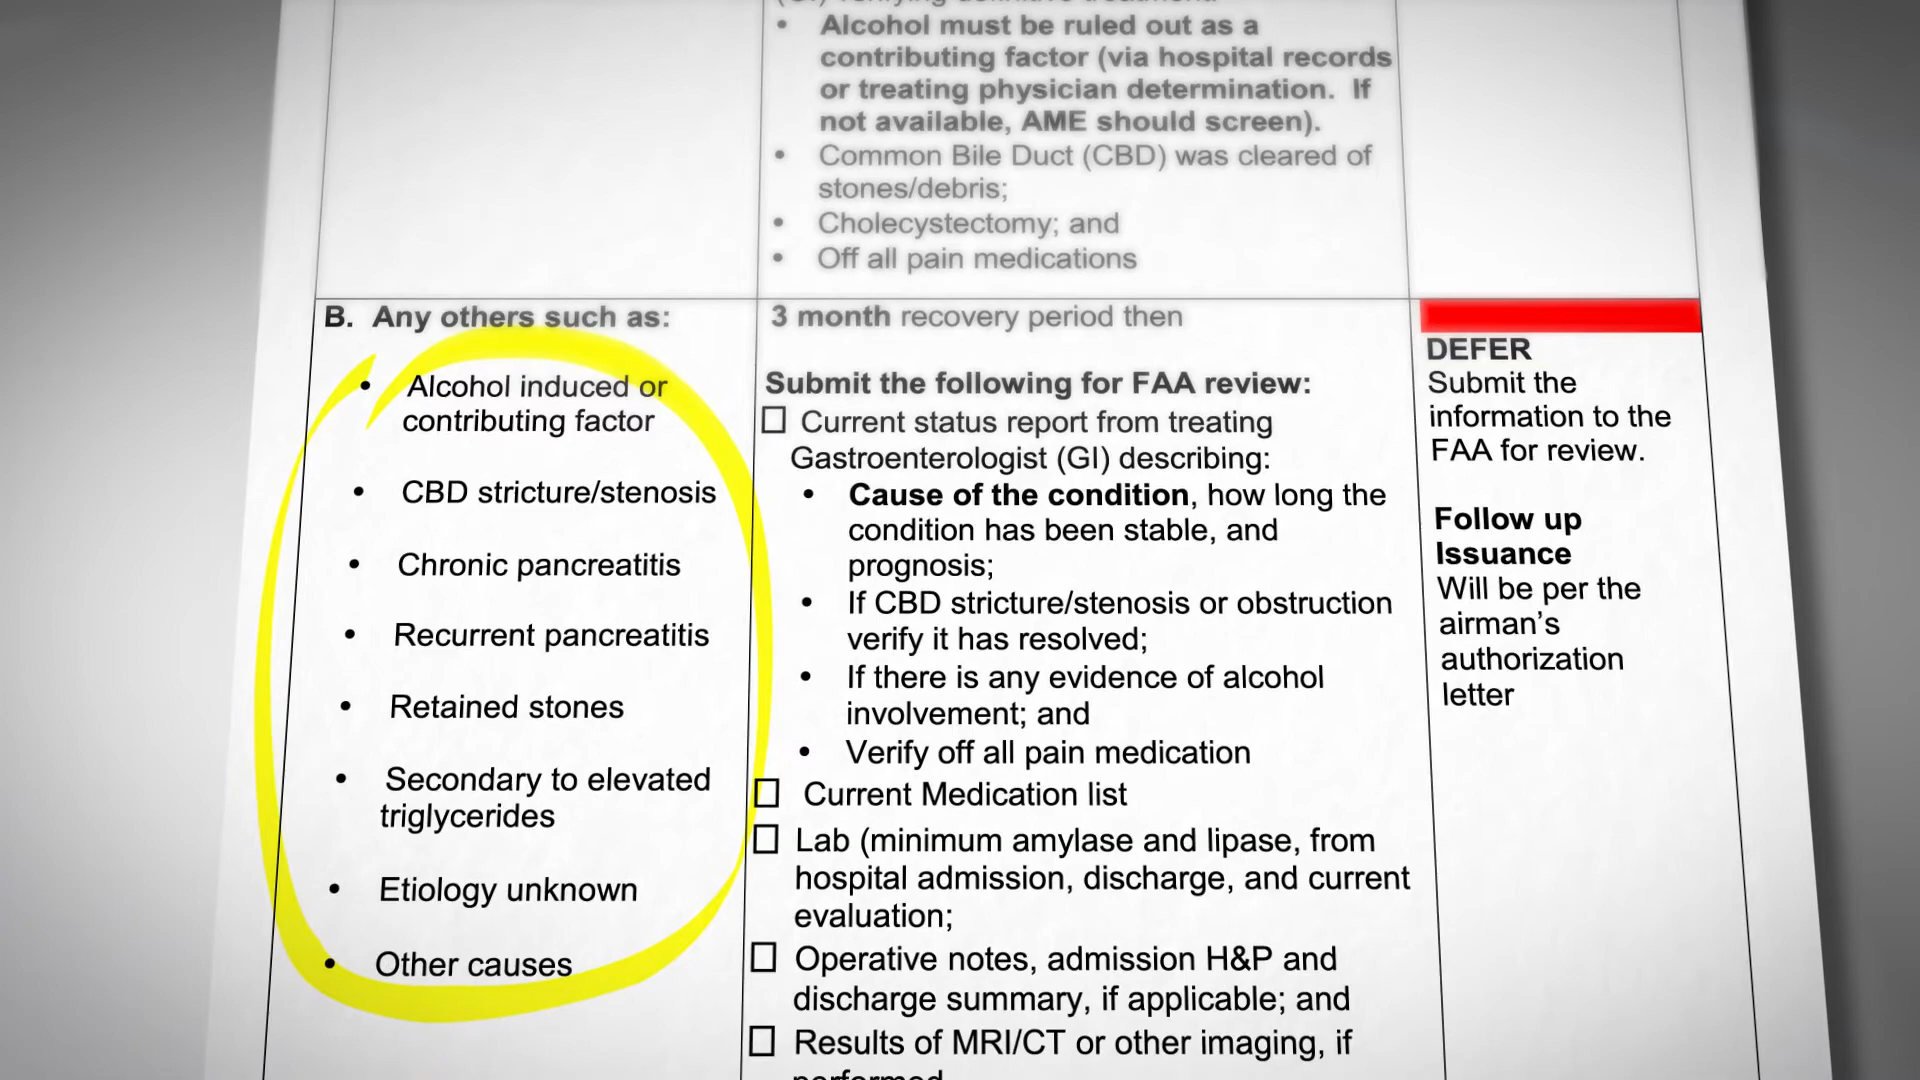 • Alcohol must be ruled out as a
contributing factor (via hospital records
or treating physician determination. If
not available, AME should screen).
• Common Bile Duct (CBD) was cleared of
stones/debris;
• Cholecystectomy; and
• Off all pain medications
B. Any others such as:
• Alcohol induced or
contributing factor
• CBD stricture/stenosis
• Chronic pancreatitis
• Recurrent pancreatitis
• Retained stones
• Secondary to elevated
triglycerides
• Etiology unknown
• Other causes
3 month recovery period then
Submit the following for FAA review:
☐ Current status report from treating
Gastroenterologist (GI) describing:
• Cause of the condition, how long the
condition has been stable, and
prognosis;
• If CBD stricture/stenosis or obstruction
verify it has resolved;
• If there is any evidence of alcohol
involvement; and
• Verify off all pain medication
☐ Current Medication list
☐ Lab (minimum amylase and lipase, from
hospital admission, discharge, and current
evaluation;
☐ Operative notes, admission H&P and
discharge summary, if applicable; and
☐ Results of MRI/CT or other imaging, if
DEFER
Submit the
information to the
FAA for review.
Follow up
Issuance
Will be per the
airman's
authorization
letter